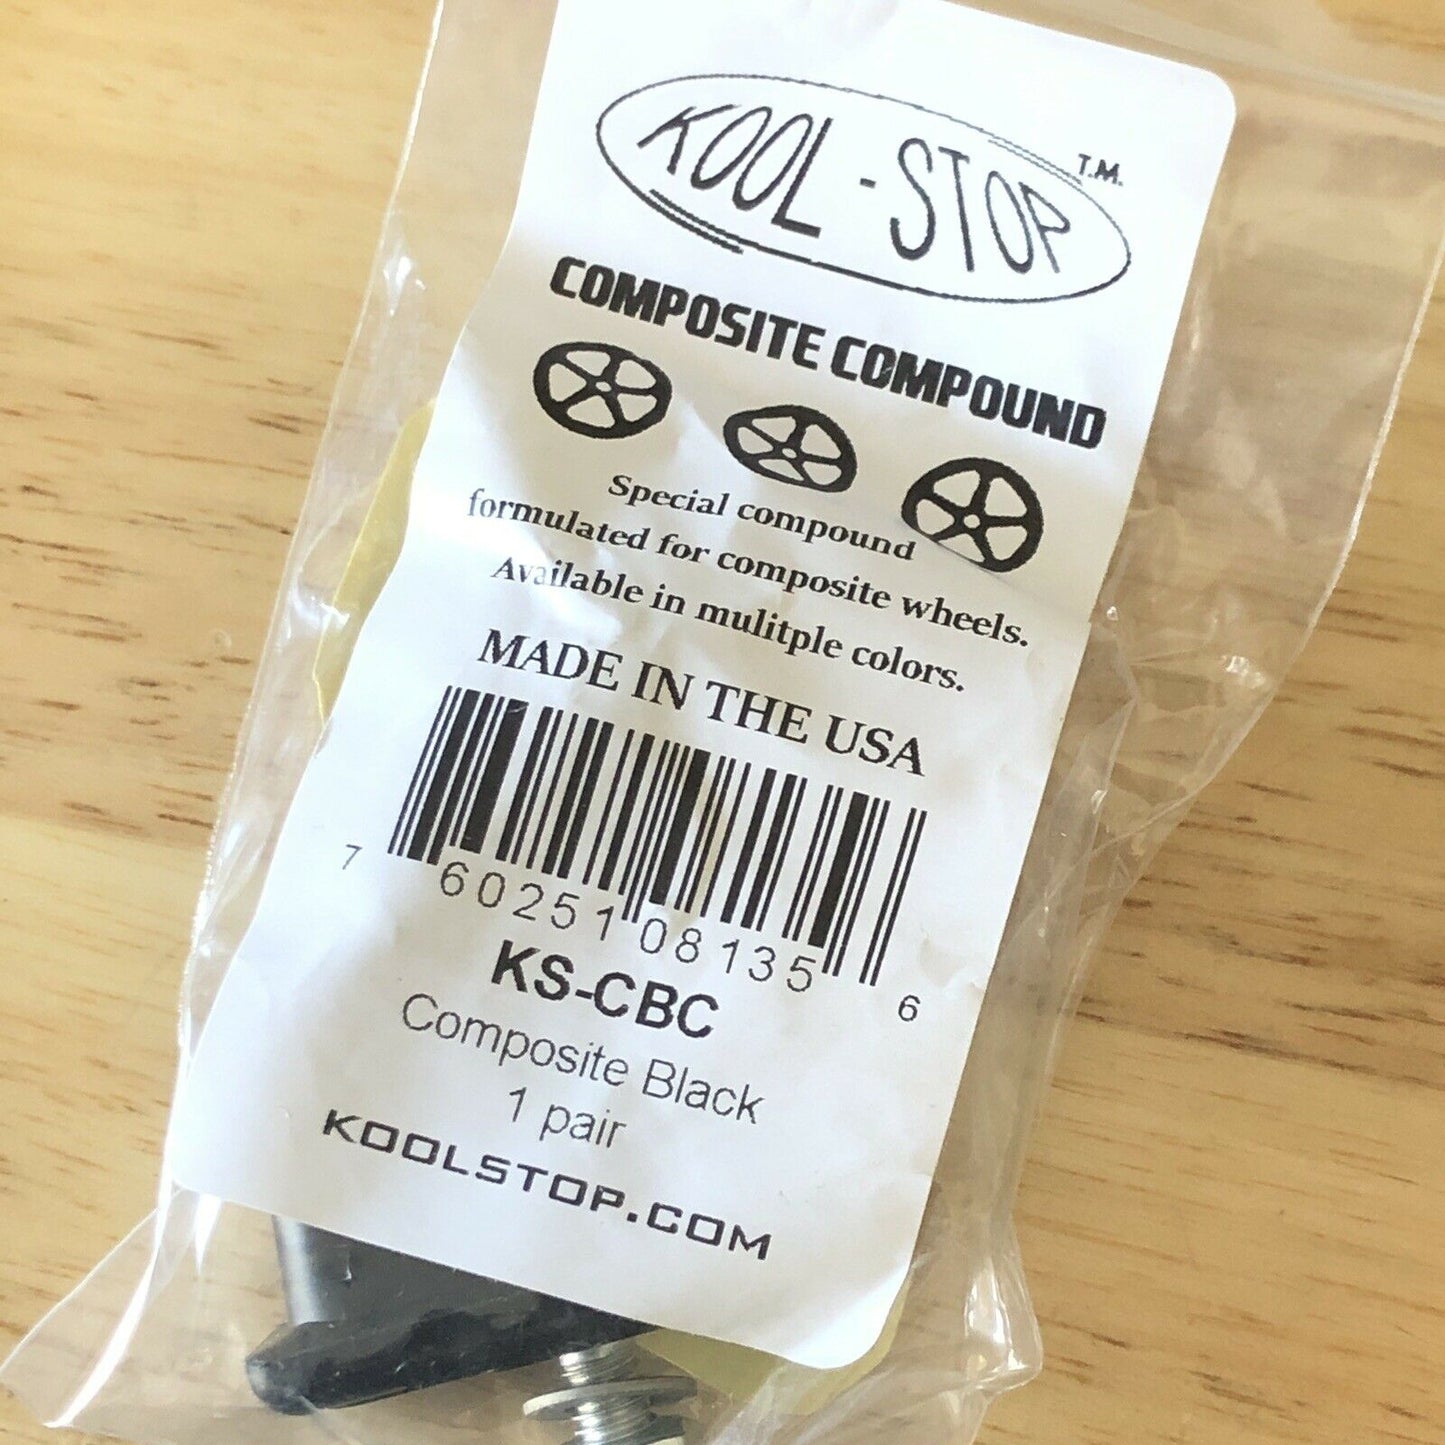 KOOL-STOP T.M.
COMPOSITE COMPOUND
Special compound
formulated for composite wheels.
Available in mulitple colors.
MADE IN THE USA
7 60251 08135 6
KS-CBC
Composite Black
1 pair
KOOLSTOP.COM